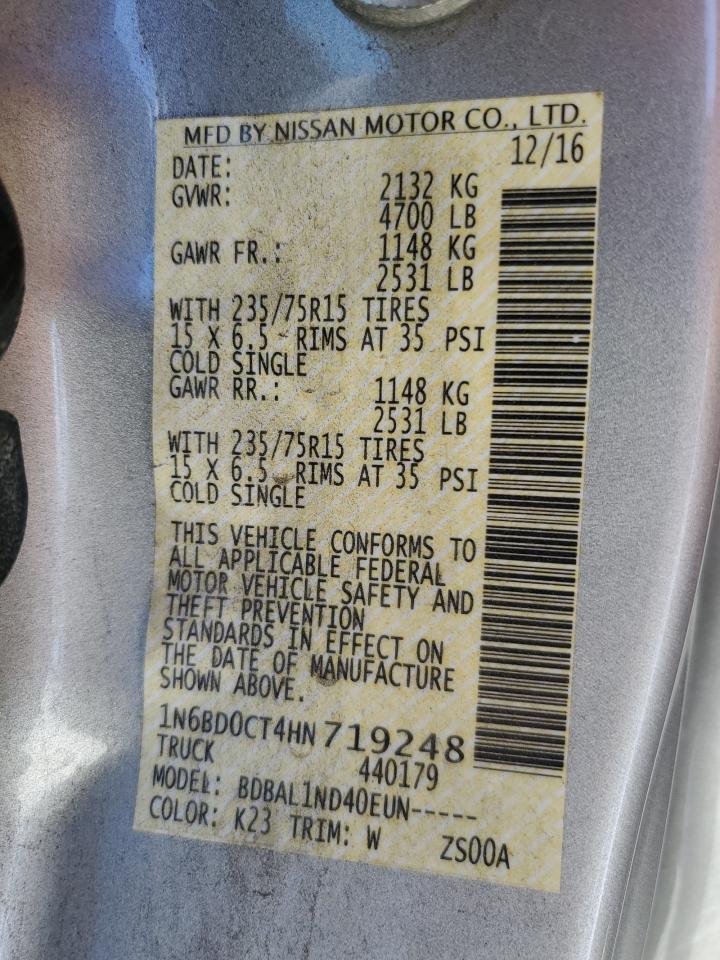 MFD BY NISSAN MOTOR CO., LTD.
DATE: 12/16
GVWR: 2132 KG
4700 LB
GAWR FR.: 1148 KG
2531 LB
WITH 235/75R15 TIRES
15 X 6.5 RIMS AT 35 PSI
COLD SINGLE
GAWR RR.: 1148 KG
2531 LB
WITH 235/75R15 TIRES
15 X 6.5 RIMS AT 35 PSI
COLD SINGLE
THIS VEHICLE CONFORMS TO
ALL APPLICABLE FEDERAL
MOTOR VEHICLE SAFETY AND
THEFT PREVENTION
STANDARDS IN EFFECT ON
THE DATE OF MANUFACTURE
SHOWN ABOVE.
1N6BD0CT4HN719248
TRUCK 440179
MODEL: BDBAL1ND40EUN-----
COLOR: K23 TRIM: W ZS00A